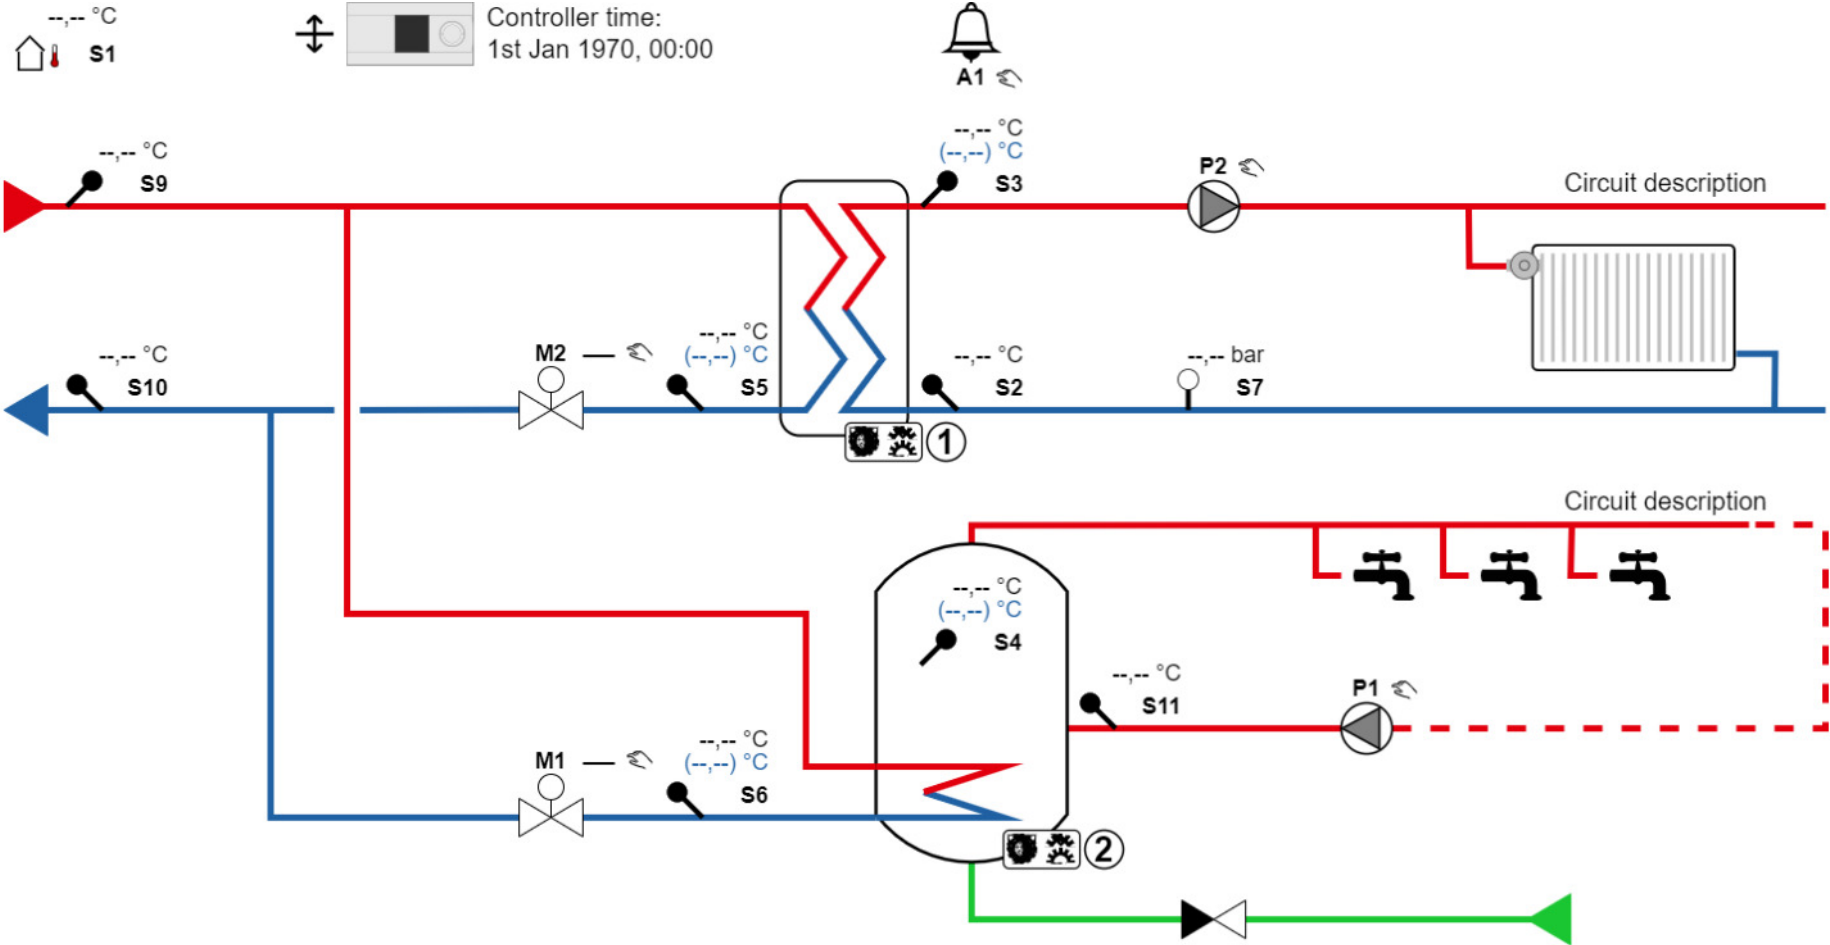 --,-- °C
S1
Controller time:
1st Jan 1970, 00:00
A1
--,-- °C
S9
--,-- °C
(--,--) °C
S3
P2
Circuit description
--,-- °C
S10
M2
--,-- °C
(--,--) °C
S5
--,-- °C
S2
--,-- bar
S7
1
Circuit description
--,-- °C
(--,--) °C
S4
--,-- °C
S11
P1
M1
--,-- °C
(--,--) °C
S6
2